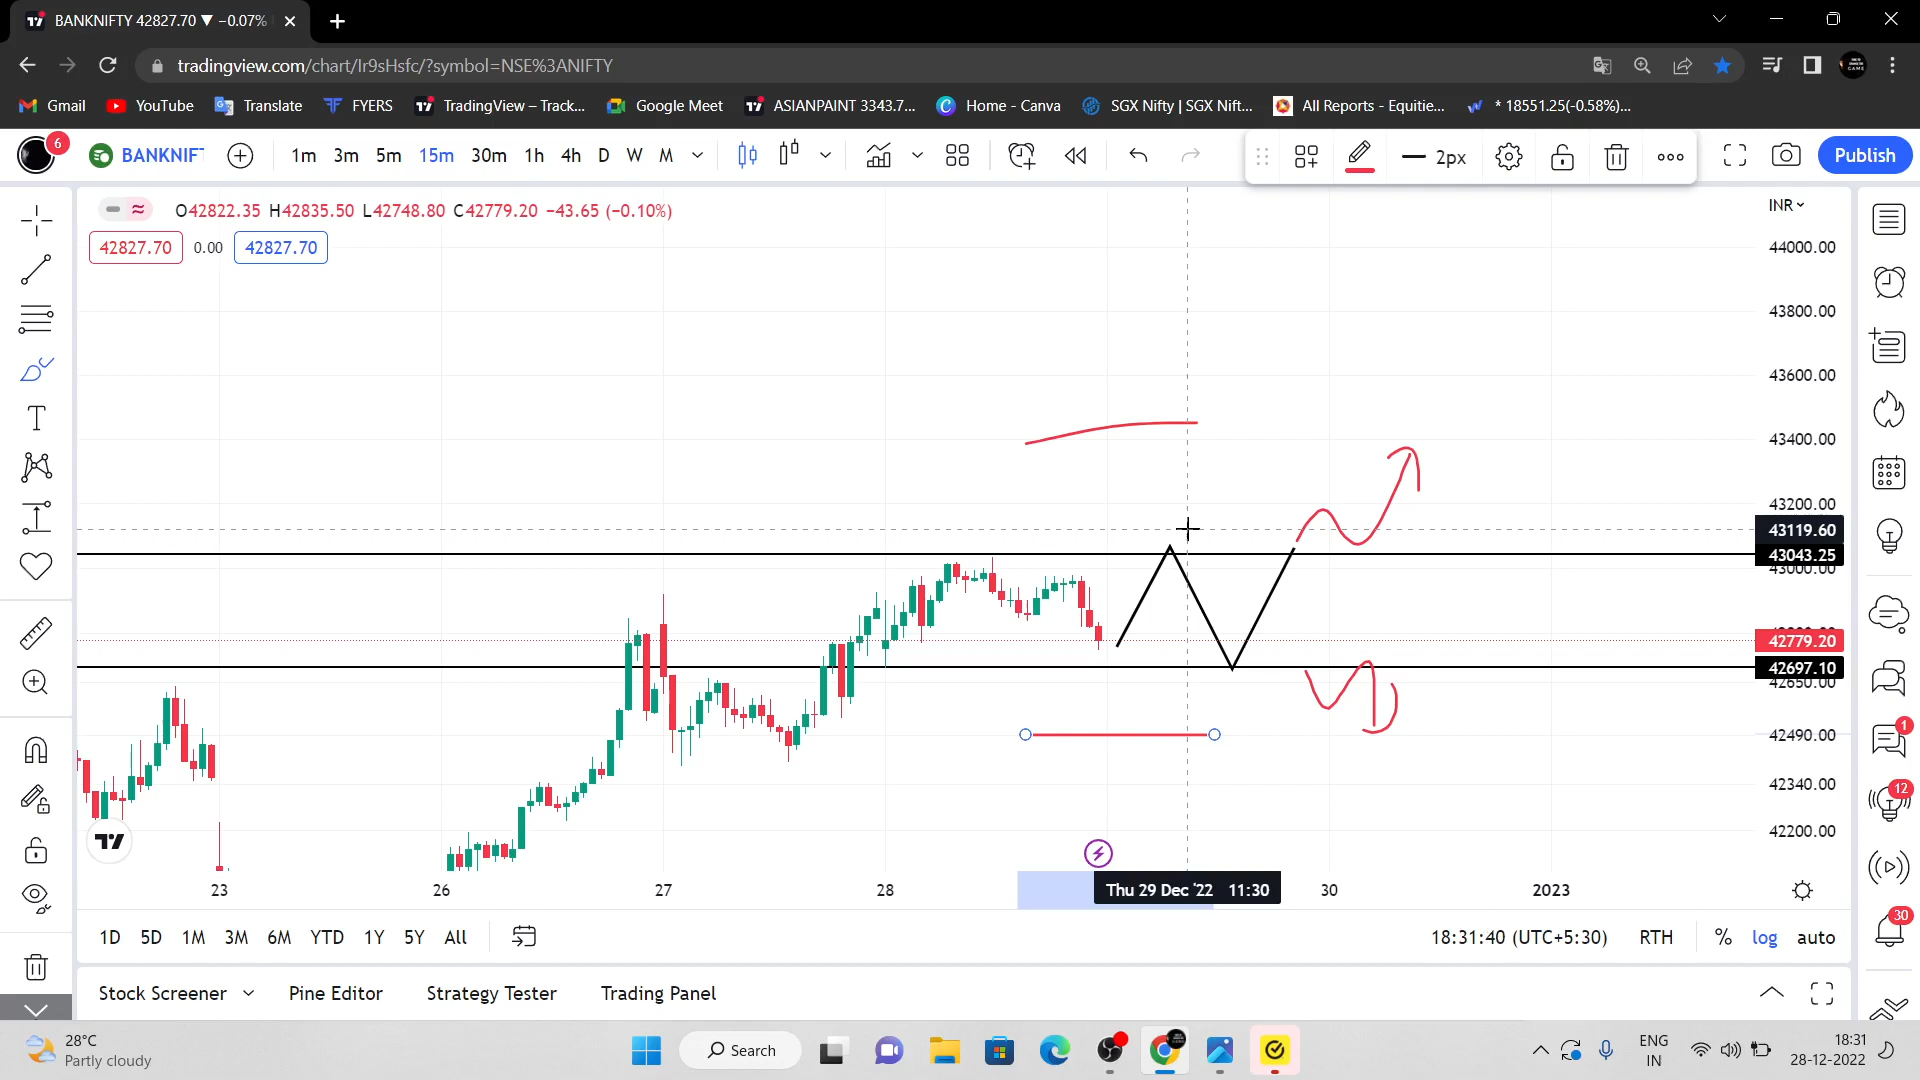 BANKNIFTY 42827.70 ▼ −0.07%
tradingview.com/chart/Ir9sHsfc/?symbol=NSE%3ANIFTY
Gmail YouTube Translate FYERS TradingView – Track... Google Meet ASIANPAINT 3343.7... Home - Canva SGX Nifty | SGX Nift... All Reports - Equitie... * 18551.25(-0.58%)...
6 BANKNIFT 1m 3m 5m 15m 30m 1h 4h D W M 2px Publish
O42822.35 H42835.50 L42748.80 C42779.20 −43.65 (−0.10%)
INR
42827.70 0.00 42827.70
44000.00
43800.00
43600.00
43400.00
43200.00
43119.60
43043.25
43000.00
42779.20
42697.10
42650.00
42490.00
42340.00
42200.00
1
12
30
23 26 27 28 Thu 29 Dec '22 11:30 30 2023
1D 5D 1M 3M 6M YTD 1Y 5Y All 18:31:40 (UTC+5:30) RTH % log auto
Stock Screener Pine Editor Strategy Tester Trading Panel
28°C
Partly cloudy
Search
ENG
IN
18:31
28-12-2022